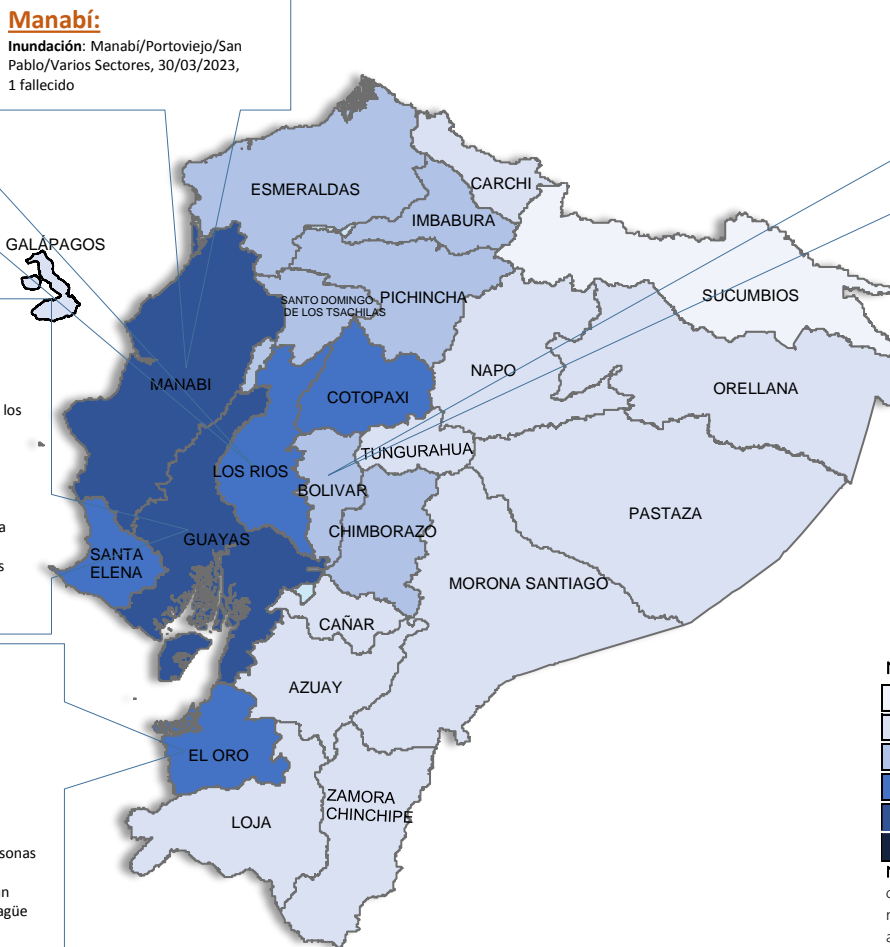 Manabí:
Inundación: Manabí/Portoviejo/San
Pablo/Varios Sectores, 30/03/2023,
1 fallecido
ESMERALDAS
CARCHI
IMBABURA
GALÁPAGOS
SUCUMBIOS
PICHINCHA
SANTO DOMINGO
DE LOS TSACHILAS
NAPO
ORELLANA
MANABI
COTOPAXI
los
TUNGURAHUA
LOS RIOS
BOLIVAR
PASTAZA
a
CHIMBORAZO
GUAYAS
SANTA
ELENA
s
MORONA SANTIAGO
CAÑAR
AZUAY
EL ORO
ZAMORA
CHINCHIPE
LOJA
sonas
n
agüe